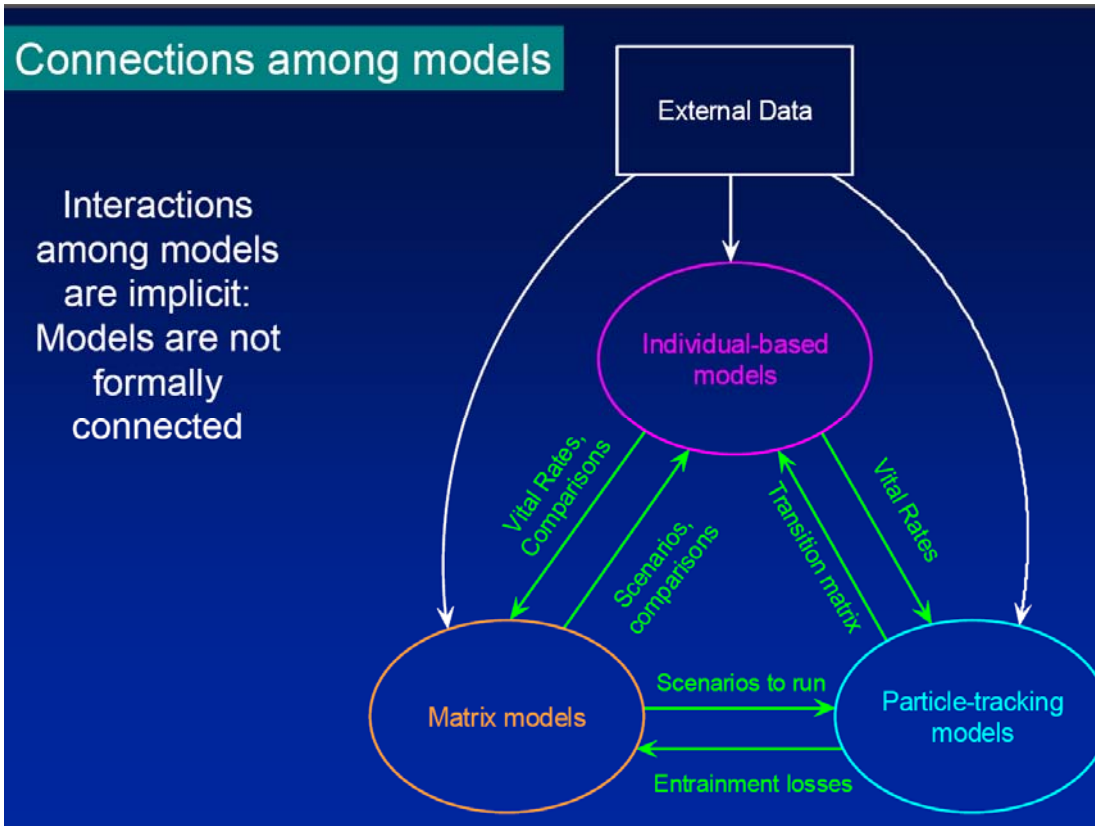 Connections among models
External Data
Interactions
among models
are implicit:
Models are not
formally
connected
Individual-based
models
Vital Rates,
Comparisons
Scenarios,
comparisons
Transition matrix
Vital Rates
Matrix models
Scenarios to run
Entrainment losses
Particle-tracking
models